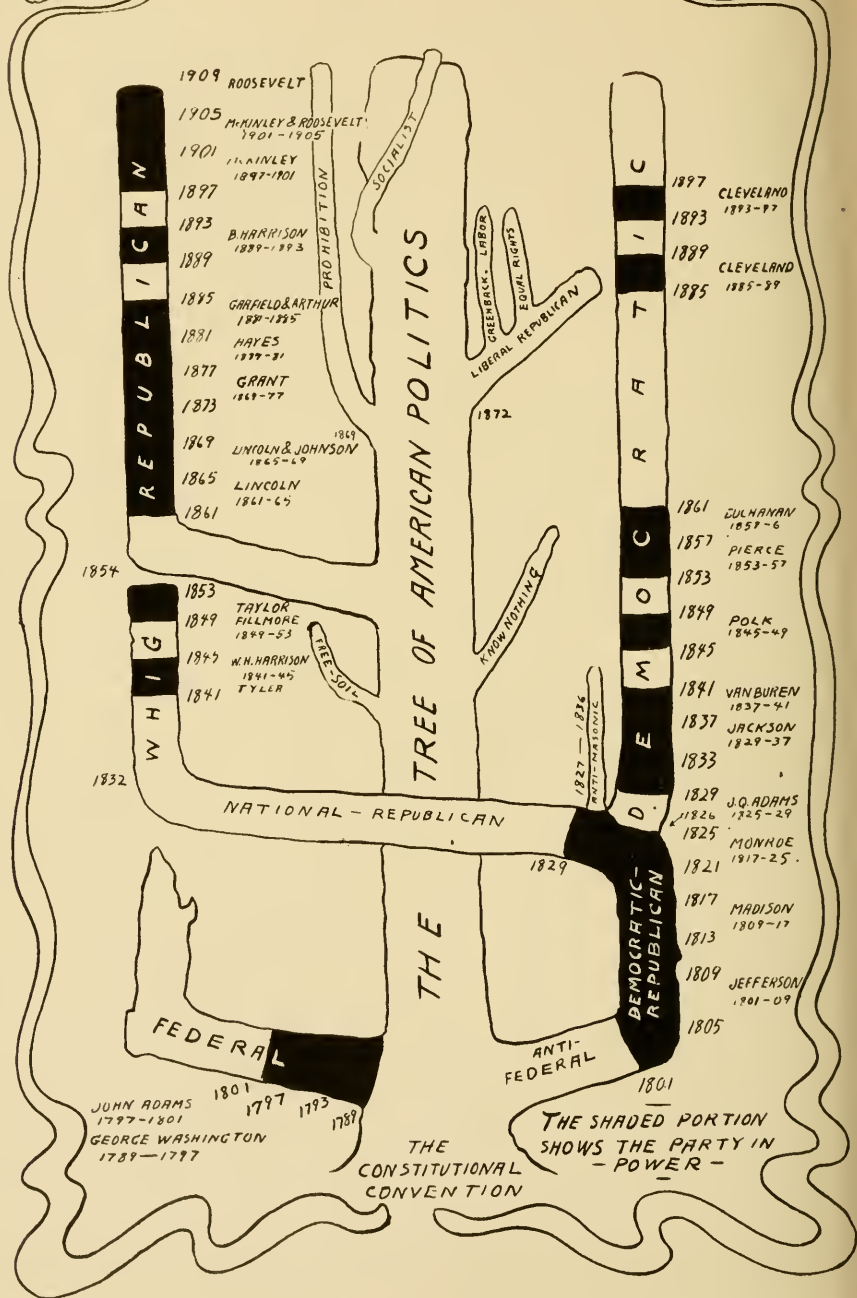 1909 ROOSEVELT
1905 McKINLEY & ROOSEVELT
1901-1905
1901 McKINLEY
1897-1901
1897
1893 B. HARRISON
1889-1893
1889
1885 GARFIELD & ARTHUR
1881-1885
1881 HAYES
1877 GRANT
1869-77
1873
1869 LINCOLN & JOHNSON
1865-69
1865 LINCOLN
1861-65
1861
REPUBLICAN
1854
1853
TAYLOR
FILLMORE
1849
1849-53
1845 W.H. HARRISON
1841-45
1841 TYLER
WHIG
1832
PROHIBITION
1869
SOCIALIST
FREE-SOIL
THE TREE OF AMERICAN POLITICS
GREENBACK. LABOR
EQUAL RIGHTS
LIBERAL REPUBLICAN
1872
KNOW NOTHING
1827-1836
ANTI-MASONIC
NATIONAL-REPUBLICAN
1829
DEMOCRATIC
1897 CLEVELAND
1893-97
1893
1889 CLEVELAND
1885-89
1885
1861 BUCHANAN
1857-6
1857 PIERCE
1853-57
1853
1849 POLK
1845-49
1845
1841 VAN BUREN
1837-41
1837 JACKSON
1829-37
1833
1829 J.Q. ADAMS
1826 1825-29
1825 MONROE
1817-25.
1821
1817 MADISON
1809-17
1813
1809 JEFFERSON
1801-09
1805
1801
DEMOCRATIC-
REPUBLICAN
ANTI-
FEDERAL
FEDERAL
1801
1797
1793
1789
JOHN ADAMS
1797-1801
GEORGE WASHINGTON
1789-1797
THE
CONSTITUTIONAL
CONVENTION
THE SHADED PORTION
SHOWS THE PARTY IN
- POWER -